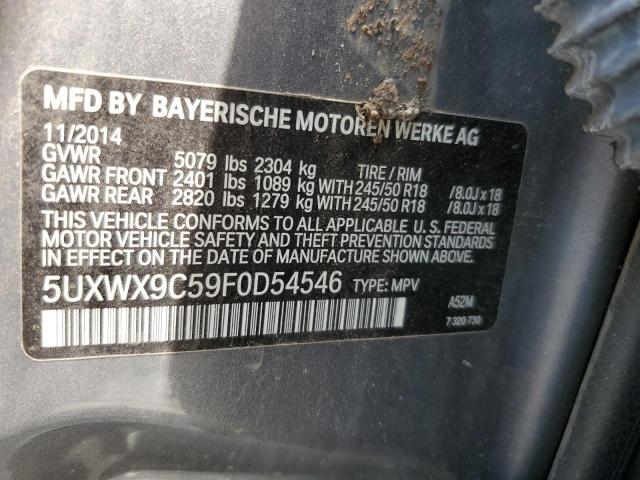 MFD BY BAYERISCHE MOTOREN WERKE AG
11/2014
GVWR 5079 lbs 2304 kg TIRE / RIM
GAWR FRONT 2401 lbs 1089 kg WITH 245/50 R18 /8.0J x 18
GAWR REAR 2820 lbs 1279 kg WITH 245/50 R18 /8.0J x 18
THIS VEHICLE CONFORMS TO ALL APPLICABLE U. S. FEDERAL
MOTOR VEHICLE SAFETY AND THEFT PREVENTION STANDARDS
IN EFFECT ON THE DATE OF MANUFACTURE SHOWN ABOVE.
5UXWX9C59F0D54546 TYPE: MPV
A52M
7 320 730